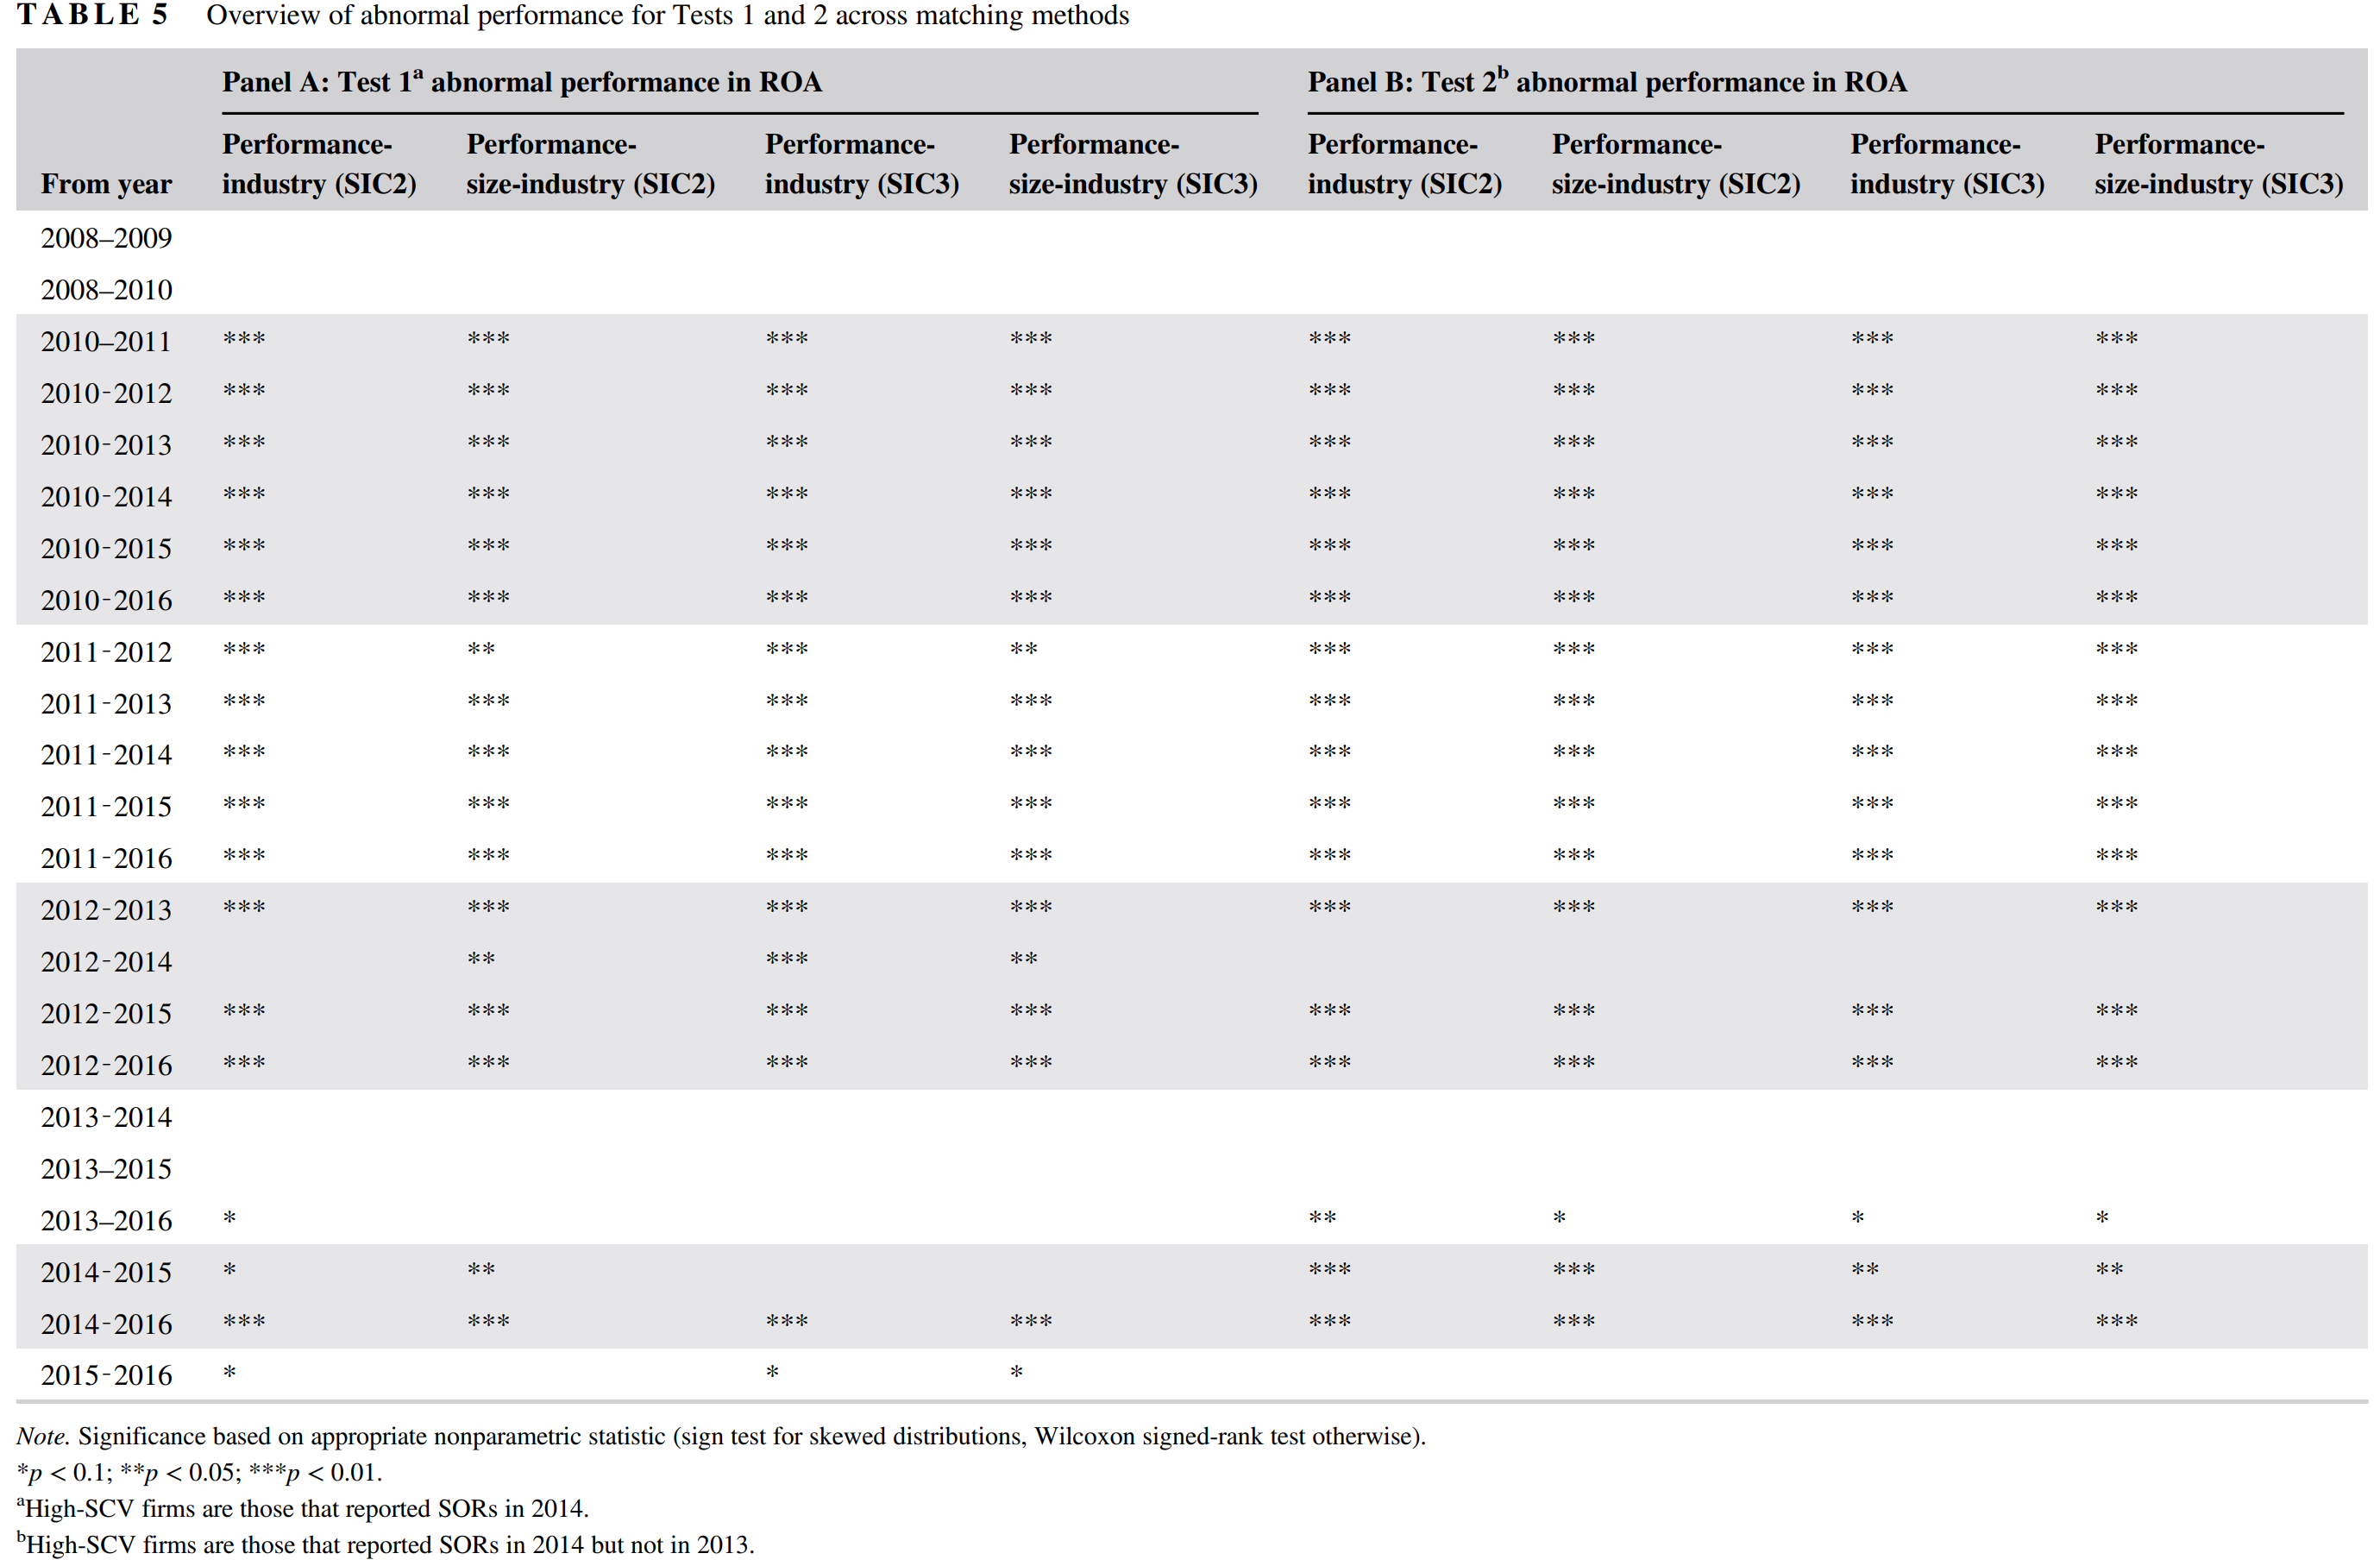 TABLE 5 Overview of abnormal performance for Tests 1 and 2 across matching methods
Panel A: Test 1a abnormal performance in ROA Panel B: Test 2b abnormal performance in ROA
Performance- Performance- Performance- Performance- Performance- Performance- Performance- Performance-
From year industry (SIC2) size-industry (SIC2) industry (SIC3) size-industry (SIC3) industry (SIC2) size-industry (SIC2) industry (SIC3) size-industry (SIC3)
2008–2009
2008–2010
2010–2011 *** *** *** *** *** *** *** ***
2010-2012 *** *** *** *** *** *** *** ***
2010-2013 *** *** *** *** *** *** *** ***
2010-2014 *** *** *** *** *** *** *** ***
2010-2015 *** *** *** *** *** *** *** ***
2010-2016 *** *** *** *** *** *** *** ***
2011-2012 *** ** *** ** *** *** *** ***
2011-2013 *** *** *** *** *** *** *** ***
2011-2014 *** *** *** *** *** *** *** ***
2011-2015 *** *** *** *** *** *** *** ***
2011-2016 *** *** *** *** *** *** *** ***
2012-2013 *** *** *** *** *** *** *** ***
2012-2014 ** *** **
2012-2015 *** *** *** *** *** *** *** ***
2012-2016 *** *** *** *** *** *** *** ***
2013-2014
2013–2015
2013–2016 * ** * * *
2014-2015 * ** *** *** ** **
2014-2016 *** *** *** *** *** *** *** ***
2015-2016 * * *
Note. Significance based on appropriate nonparametric statistic (sign test for skewed distributions, Wilcoxon signed-rank test otherwise).
*p < 0.1; **p < 0.05; ***p < 0.01.
aHigh-SCV firms are those that reported SORs in 2014.
bHigh-SCV firms are those that reported SORs in 2014 but not in 2013.